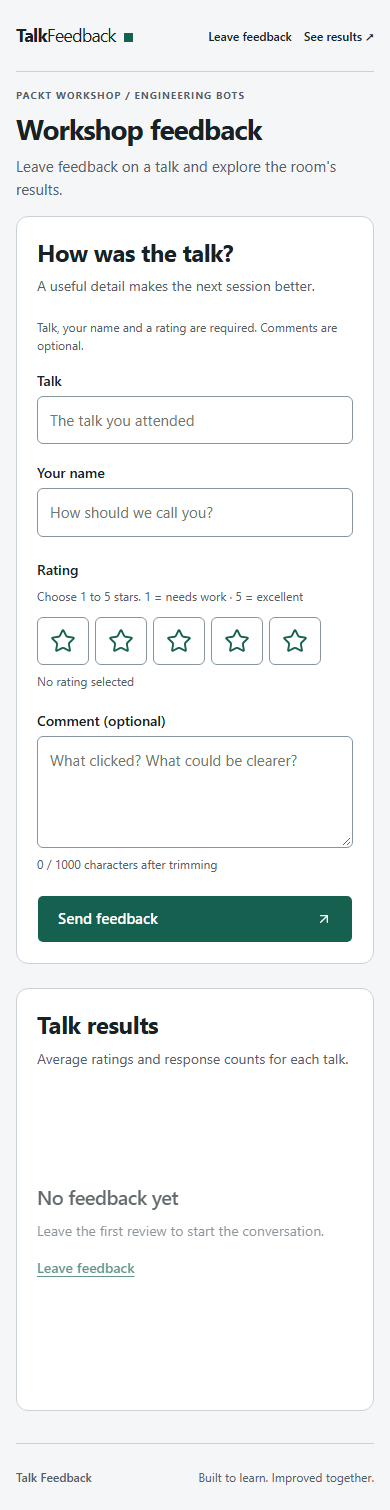 TalkFeedback
Leave feedback
See results ↗
PACKT WORKSHOP / ENGINEERING BOTS
Workshop feedback
Leave feedback on a talk and explore the room's
results.
How was the talk?
A useful detail makes the next session better.
Talk, your name and a rating are required. Comments are
optional.
Talk
The talk you attended
Your name
How should we call you?
Rating
Choose 1 to 5 stars. 1 = needs work · 5 = excellent
No rating selected
Comment (optional)
What clicked? What could be clearer?
0 / 1000 characters after trimming
Send feedback
Talk results
Average ratings and response counts for each talk.
No feedback yet
Leave the first review to start the conversation.
Leave feedback
Talk Feedback
Built to learn. Improved together.